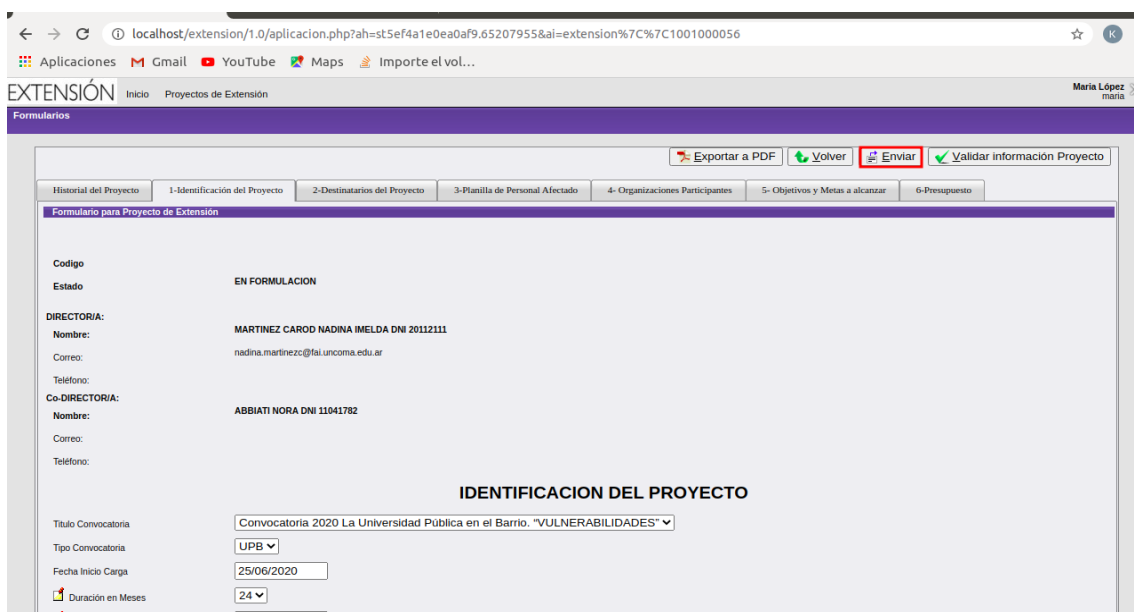 localhost/extension/1.0/aplicacion.php?ah=st5ef4a1e0ea0af9.65207955&ai=extension%7C%7C1001000056
K
Aplicaciones Gmail YouTube Maps Importe el vol...
EXTENSIÓN Inicio Proyectos de Extensión Maria López
maria
Formularios
Exportar a PDF Volver Enviar Validar información Proyecto
Historial del Proyecto 1-Identificación del Proyecto 2-Destinatarios del Proyecto 3-Planilla de Personal Afectado 4- Organizaciones Participantes 5- Objetivos y Metas a alcanzar 6-Presupuesto
Formulario para Proyecto de Extensión
Codigo
Estado EN FORMULACION
DIRECTOR/A:
Nombre: MARTINEZ CAROD NADINA IMELDA DNI 20112111
Correo: nadina.martinezc@fai.uncoma.edu.ar
Teléfono:
Co-DIRECTOR/A:
Nombre: ABBIATI NORA DNI 11041782
Correo:
Teléfono:
IDENTIFICACION DEL PROYECTO
Titulo Convocatoria Convocatoria 2020 La Universidad Pública en el Barrio. "VULNERABILIDADES"
Tipo Convocatoria UPB
Fecha Inicio Carga 25/06/2020
Duración en Meses 24